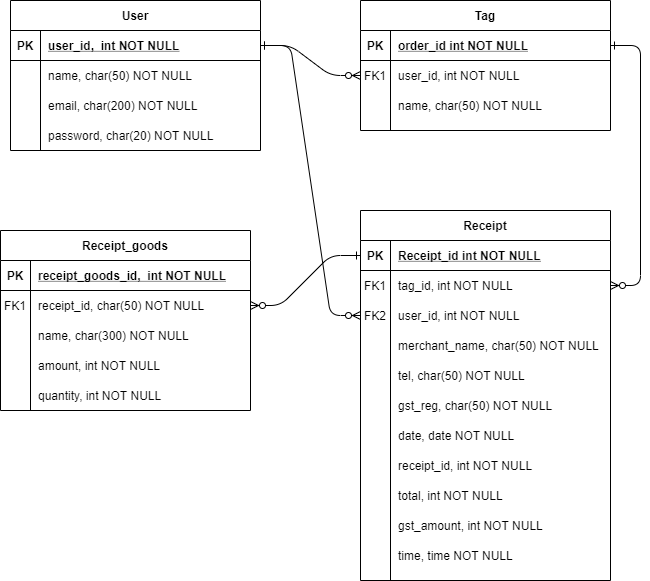 User
PK user_id, int NOT NULL
name, char(50) NOT NULL
email, char(200) NOT NULL
password, char(20) NOT NULL
Tag
PK order_id int NOT NULL
FK1 user_id, int NOT NULL
name, char(50) NOT NULL
Receipt_goods
PK receipt_goods_id, int NOT NULL
FK1 receipt_id, char(50) NOT NULL
name, char(300) NOT NULL
amount, int NOT NULL
quantity, int NOT NULL
Receipt
PK Receipt_id int NOT NULL
FK1 tag_id, int NOT NULL
FK2 user_id, int NOT NULL
merchant_name, char(50) NOT NULL
tel, char(50) NOT NULL
gst_reg, char(50) NOT NULL
date, date NOT NULL
receipt_id, int NOT NULL
total, int NOT NULL
gst_amount, int NOT NULL
time, time NOT NULL